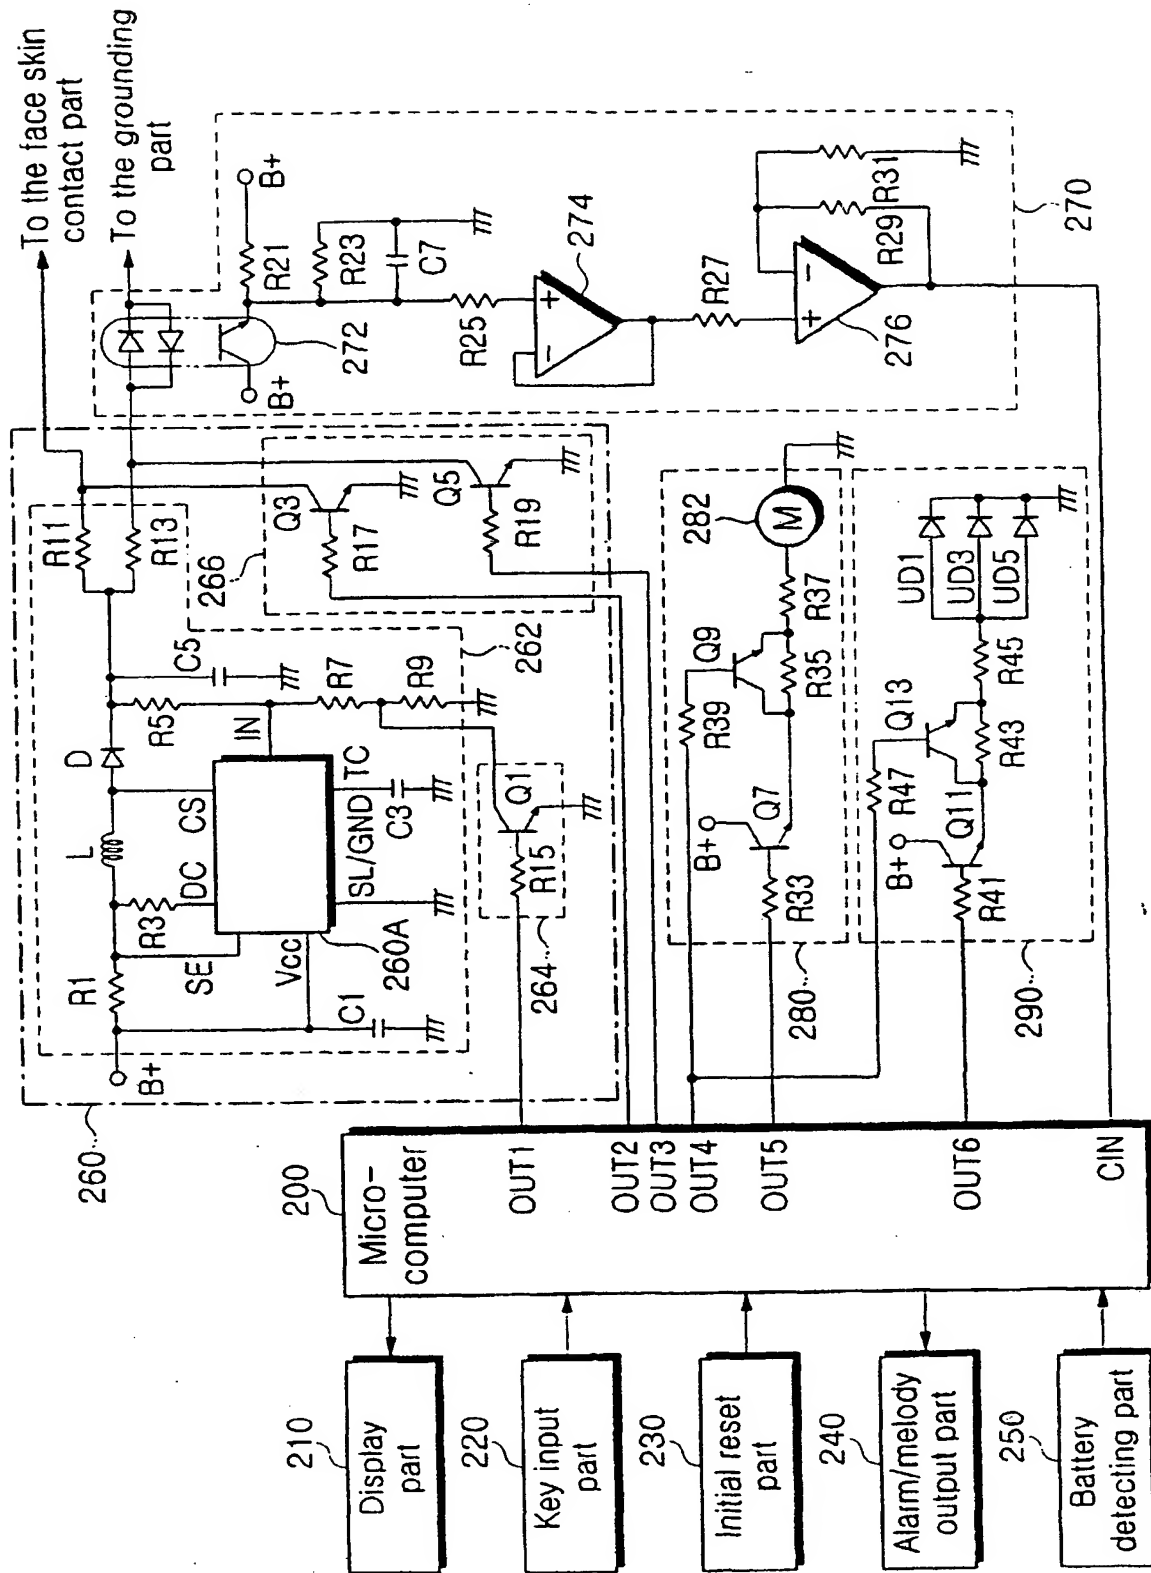 To the face skin
contact part
To the grounding
part
260
262
266
264
270
272
274
276
280
282
290
B+
R1
L
D
R3
SE
DC
CS
Vcc
260A
C1
R5
IN
C5
R7
R9
TC
SL/GND
C3
R11
R13
Q3
R17
Q5
R19
Q1
R15
B+
B+
R21
R23
C7
R25
R27
R29
R31
R39
Q9
B+
Q7
R33
R35
R37
M
R47
Q13
B+
Q11
R41
R43
R45
UD1
UD3
UD5
200
Micro-
computer
OUT1
OUT2
OUT3
OUT4
OUT5
OUT6
CIN
210
Display
part
220
Key input
part
230
Initial reset
part
240
Alarm/melody
output part
250
Battery
detecting part